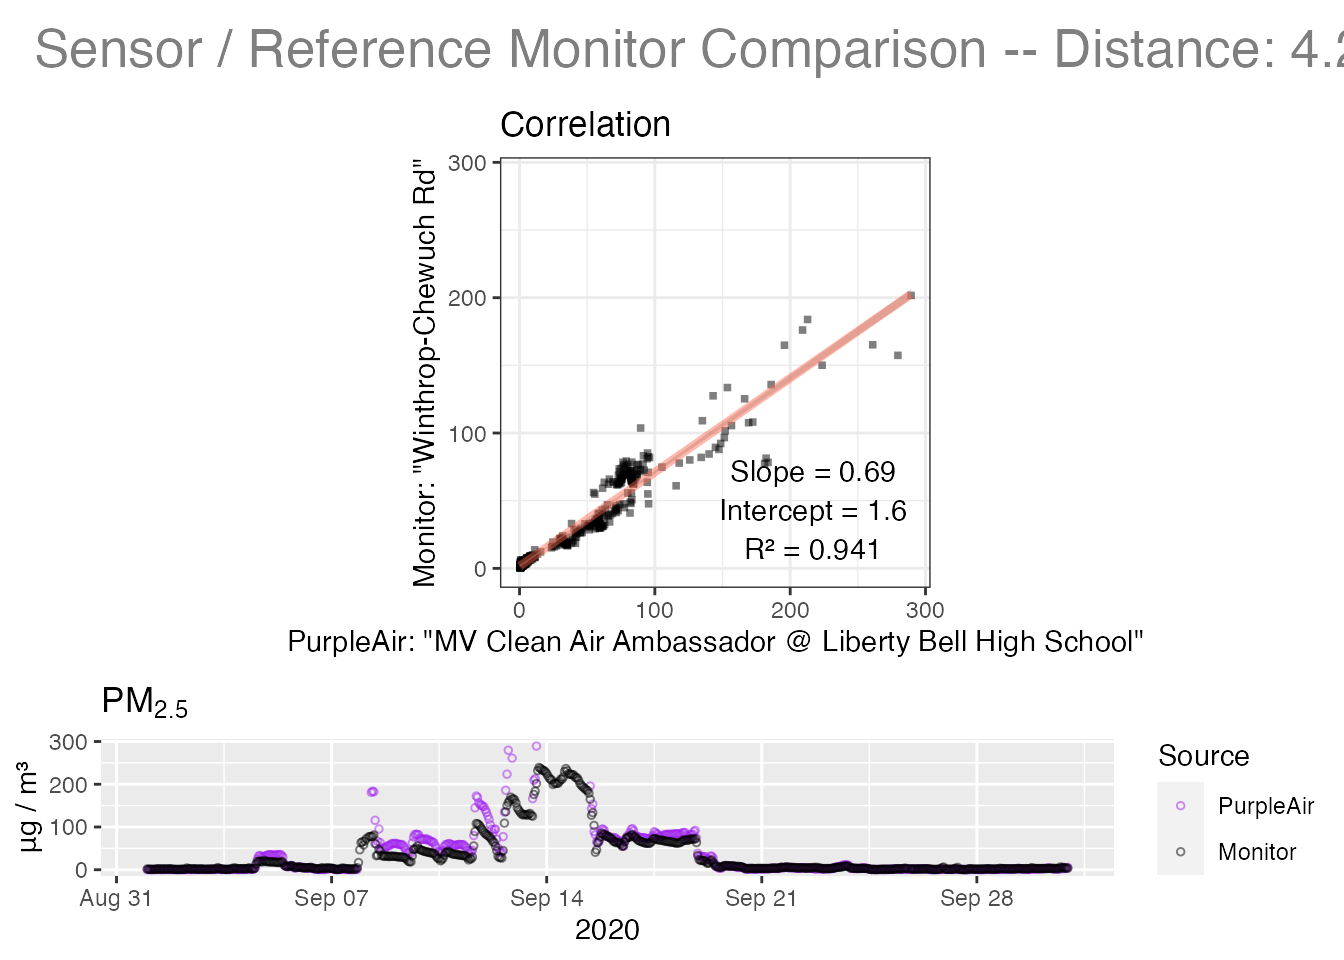 Sensor / Reference Monitor Comparison -- Distance: 4.2
Correlation
Monitor: "Winthrop-Chewuch Rd"
300
200
100
0
Slope = 0.69
Intercept = 1.6
R² = 0.941
0 100 200 300
PurpleAir: "MV Clean Air Ambassador @ Liberty Bell High School"
PM2.5
µg / m³
300
200
100
0
Aug 31 Sep 07 Sep 14 Sep 21 Sep 28
2020
Source
PurpleAir
Monitor